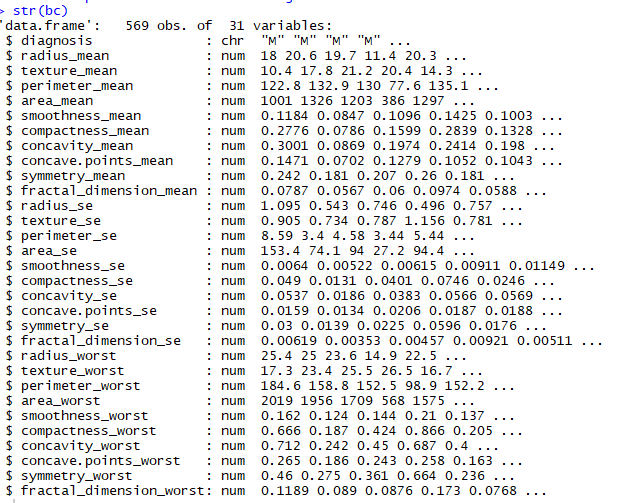 > str(bc)
'data.frame':   569 obs. of  31 variables:
 $ diagnosis              : chr  "M" "M" "M" "M" ...
 $ radius_mean            : num  18 20.6 19.7 11.4 20.3 ...
 $ texture_mean           : num  10.4 17.8 21.2 20.4 14.3 ...
 $ perimeter_mean         : num  122.8 132.9 130 77.6 135.1 ...
 $ area_mean              : num  1001 1326 1203 386 1297 ...
 $ smoothness_mean        : num  0.1184 0.0847 0.1096 0.1425 0.1003 ...
 $ compactness_mean       : num  0.2776 0.0786 0.1599 0.2839 0.1328 ...
 $ concavity_mean         : num  0.3001 0.0869 0.1974 0.2414 0.198 ...
 $ concave.points_mean    : num  0.1471 0.0702 0.1279 0.1052 0.1043 ...
 $ symmetry_mean          : num  0.242 0.181 0.207 0.26 0.181 ...
 $ fractal_dimension_mean : num  0.0787 0.0567 0.06 0.0974 0.0588 ...
 $ radius_se              : num  1.095 0.543 0.746 0.496 0.757 ...
 $ texture_se             : num  0.905 0.734 0.787 1.156 0.781 ...
 $ perimeter_se           : num  8.59 3.4 4.58 3.44 5.44 ...
 $ area_se                : num  153.4 74.1 94 27.2 94.4 ...
 $ smoothness_se          : num  0.0064 0.00522 0.00615 0.00911 0.01149 ...
 $ compactness_se         : num  0.049 0.0131 0.0401 0.0746 0.0246 ...
 $ concavity_se           : num  0.0537 0.0186 0.0383 0.0566 0.0569 ...
 $ concave.points_se      : num  0.0159 0.0134 0.0206 0.0187 0.0188 ...
 $ symmetry_se            : num  0.03 0.0139 0.0225 0.0596 0.0176 ...
 $ fractal_dimension_se   : num  0.00619 0.00353 0.00457 0.00921 0.00511 ...
 $ radius_worst           : num  25.4 25 23.6 14.9 22.5 ...
 $ texture_worst          : num  17.3 23.4 25.5 26.5 16.7 ...
 $ perimeter_worst        : num  184.6 158.8 152.5 98.9 152.2 ...
 $ area_worst             : num  2019 1956 1709 568 1575 ...
 $ smoothness_worst       : num  0.162 0.124 0.144 0.21 0.137 ...
 $ compactness_worst      : num  0.666 0.187 0.424 0.866 0.205 ...
 $ concavity_worst        : num  0.712 0.242 0.45 0.687 0.4 ...
 $ concave.points_worst   : num  0.265 0.186 0.243 0.258 0.163 ...
 $ symmetry_worst         : num  0.46 0.275 0.361 0.664 0.236 ...
 $ fractal_dimension_worst: num  0.1189 0.089 0.0876 0.173 0.0768 ...